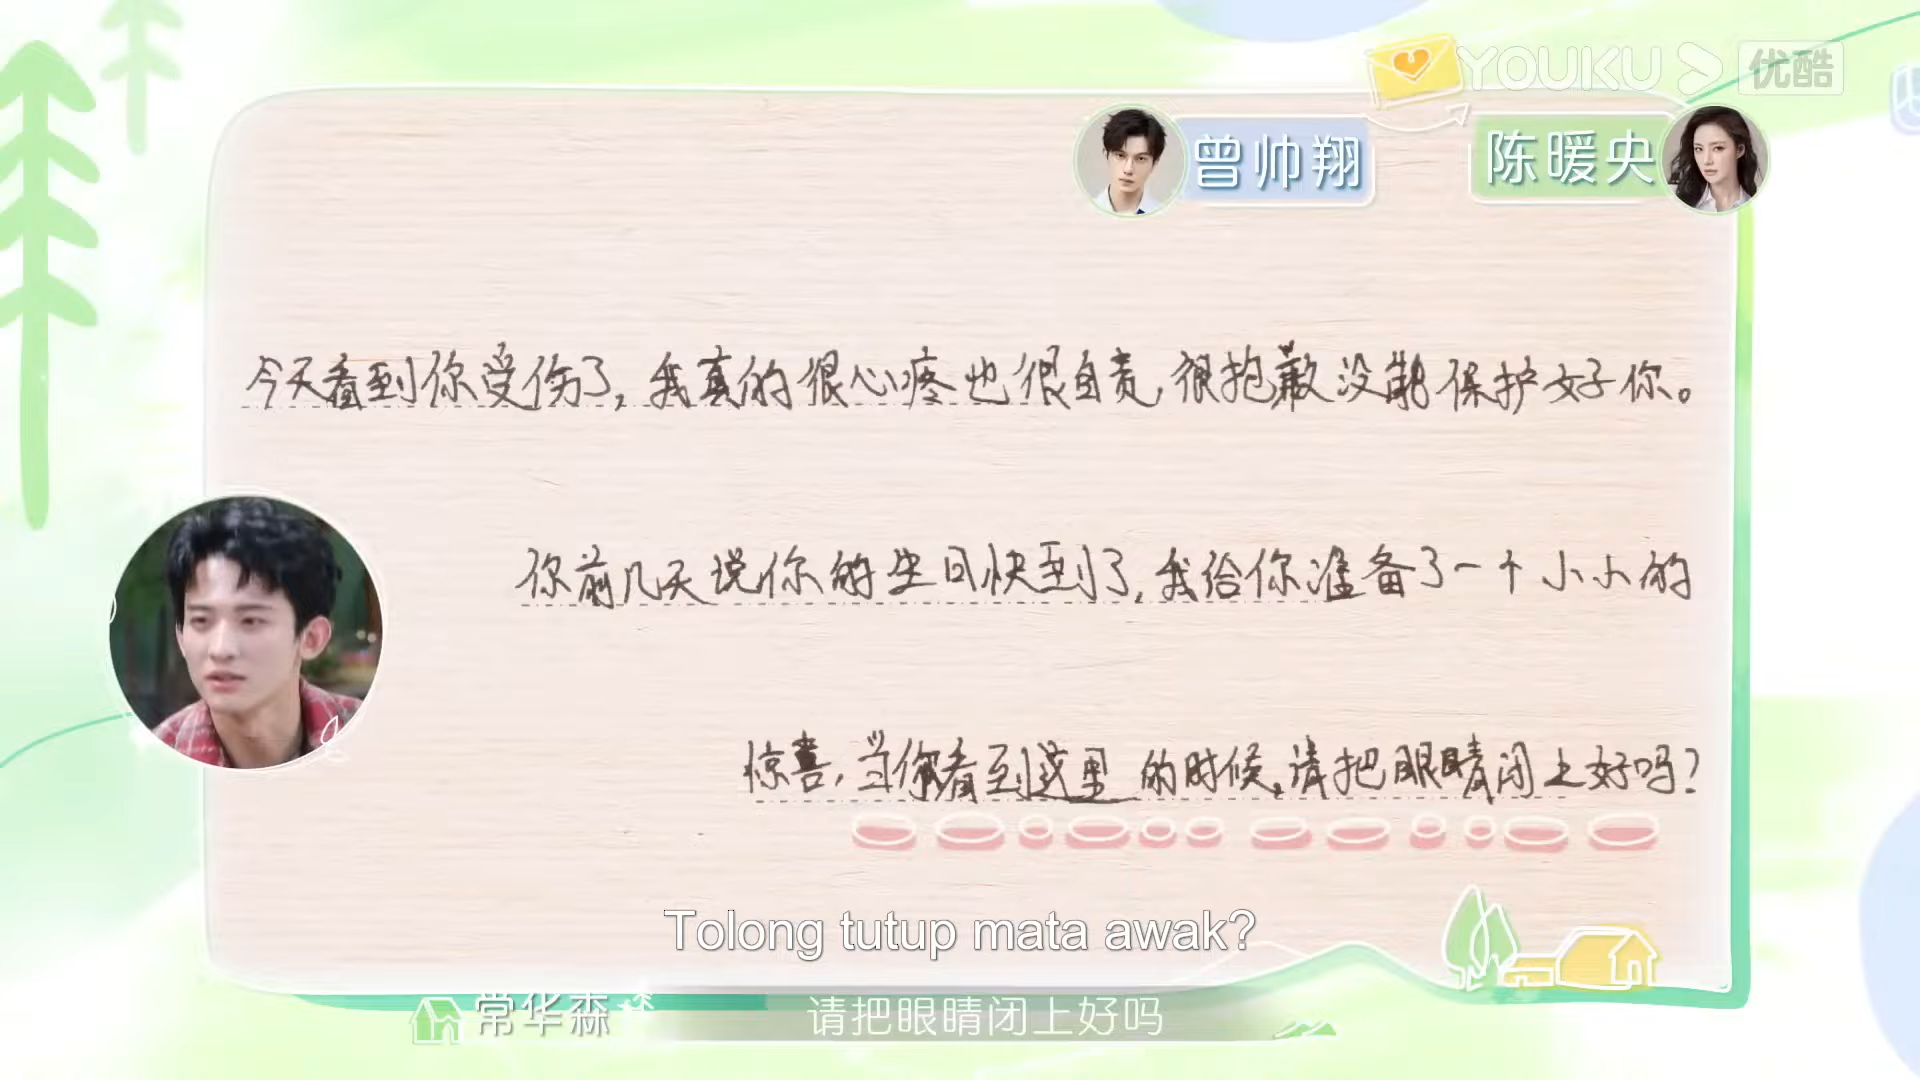 YOUKU 优酷
曾帅翔 陈暖央
今天看到你受伤了，我真的很心疼也很自责，很抱歉没能保护好你。
你前几天说你的生日快到了，我给你准备了一个小小的
惊喜，当你看到这里的时候，请把眼睛闭上好吗？
Tolong tutup mata awak?
常华森 请把眼睛闭上好吗